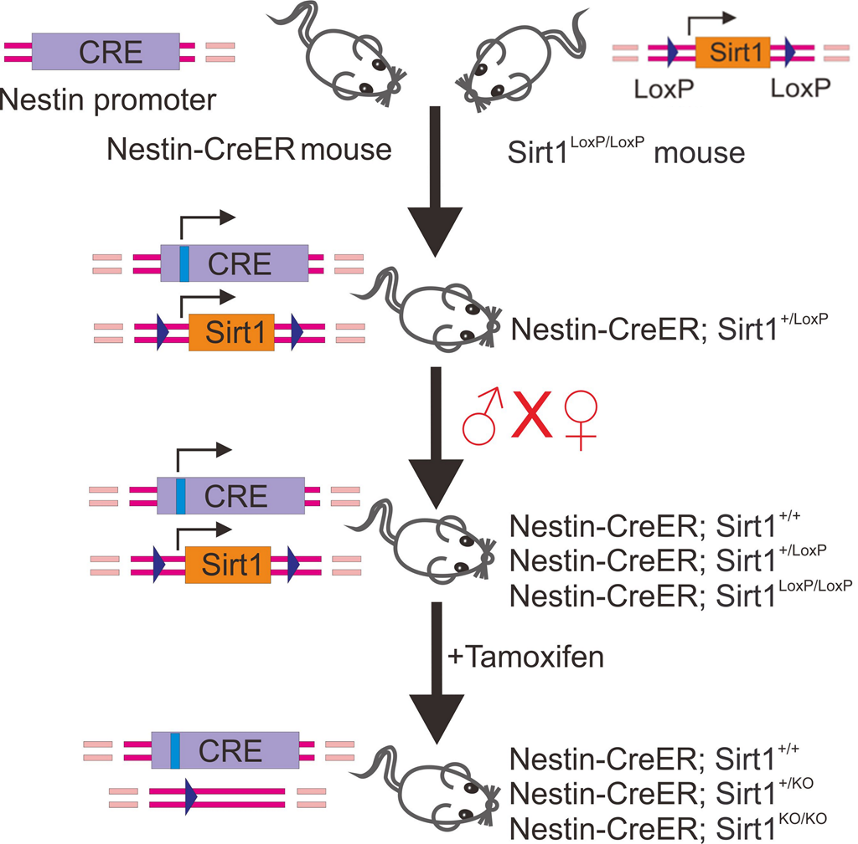 CRE
Nestin promoter
Sirt1
LoxP LoxP
Nestin-CreER mouse
Sirt1LoxP/LoxP mouse
CRE
Sirt1
Nestin-CreER; Sirt1+/LoxP
♂X♀
CRE
Sirt1
Nestin-CreER; Sirt1+/+
Nestin-CreER; Sirt1+/LoxP
Nestin-CreER; Sirt1LoxP/LoxP
+Tamoxifen
CRE
Nestin-CreER; Sirt1+/+
Nestin-CreER; Sirt1+/KO
Nestin-CreER; Sirt1KO/KO